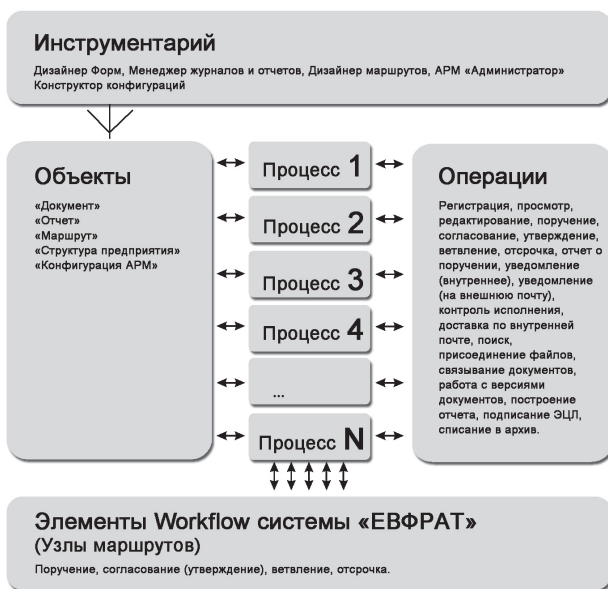 Инструментарий
Дизайнер Форм, Менеджер журналов и отчетов, Дизайнер маршрутов, АРМ «Администратор»
Конструктор конфигураций
Объекты
«Документ»
«Отчет»
«Маршрут»
«Структура предприятия»
«Конфигурация АРМ»
Процесс 1
Процесс 2
Процесс 3
Процесс 4
...
Процесс N
Операции
Регистрация, просмотр,
редактирование, поручение,
согласование, утверждение,
ветвление, отсрочка, отчет о
поручении, уведомление
(внутреннее), уведомление
(на внешнюю почту),
контроль исполнения,
доставка по внутренней
почте, поиск,
присоединение файлов,
связывание документов,
работа с версиями
документов, построение
отчета, подписание ЭЦЛ,
списание в архив.
Элементы Workflow системы «ЕВФРАТ»
(Узлы маршрутов)
Поручение, согласование (утверждение), ветвление, отсрочка.